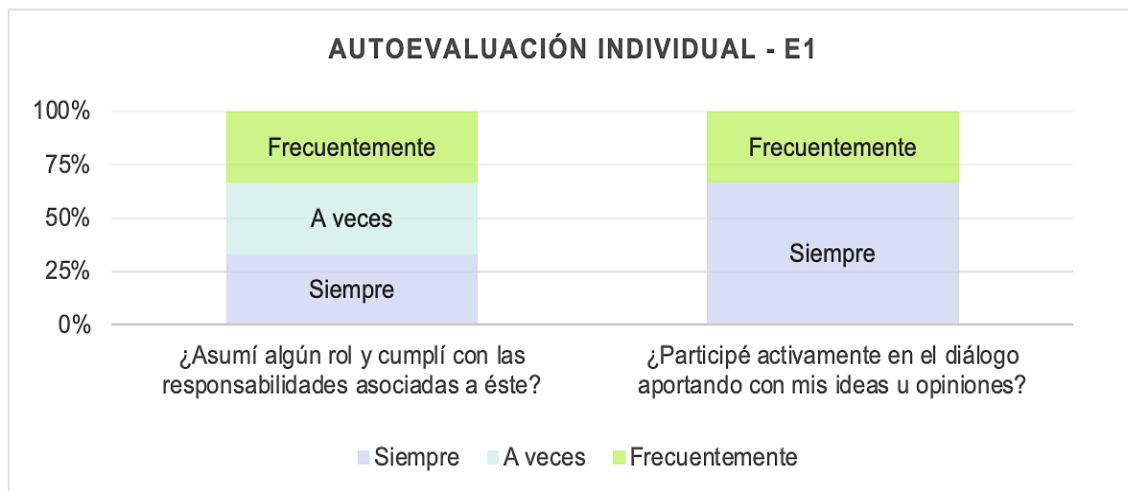 AUTOEVALUACIÓN INDIVIDUAL - E1
100%
75%
50%
25%
0%
Frecuentemente
A veces
Siempre
Frecuentemente
Siempre
¿Asumí algún rol y cumplí con las
responsabilidades asociadas a éste?
¿Participé activamente en el diálogo
aportando con mis ideas u opiniones?
Siempre A veces Frecuentemente